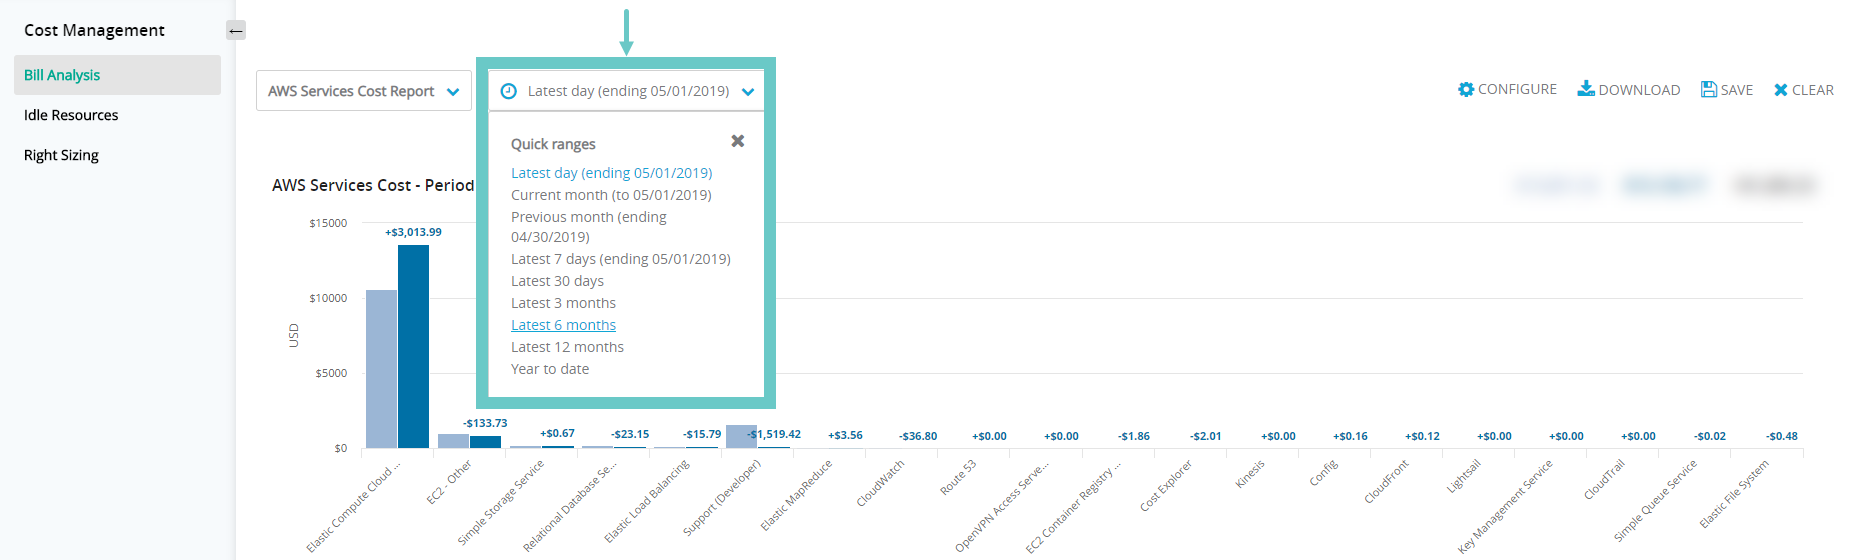 Cost Management
←
Bill Analysis
Idle Resources
Right Sizing
AWS Services Cost Report
Latest day (ending 05/01/2019)
CONFIGURE
DOWNLOAD
SAVE
CLEAR
Quick ranges
Latest day (ending 05/01/2019)
Current month (to 05/01/2019)
Previous month (ending
04/30/2019)
Latest 7 days (ending 05/01/2019)
Latest 30 days
Latest 3 months
Latest 6 months
Latest 12 months
Year to date
AWS Services Cost - Period
USD
$15000
$10000
$5000
$0
+$3,013.99
-$133.73
+$0.67
-$23.15
-$15.79
-$1,519.42
+$3.56
-$36.80
+$0.00
+$0.00
-$1.86
-$2.01
+$0.00
+$0.16
+$0.12
+$0.00
+$0.00
+$0.00
-$0.02
-$0.48
Elastic Compute Cloud ...
EC2 - Other
Simple Storage Service
Relational Database Se...
Elastic Load Balancing
Support (Developer)
Elastic MapReduce
CloudWatch
Route 53
OpenVPN Access Serve...
EC2 Container Registry ...
Cost Explorer
Kinesis
Config
CloudFront
Lightsail
Key Management Service
CloudTrail
Simple Queue Service
Elastic File System